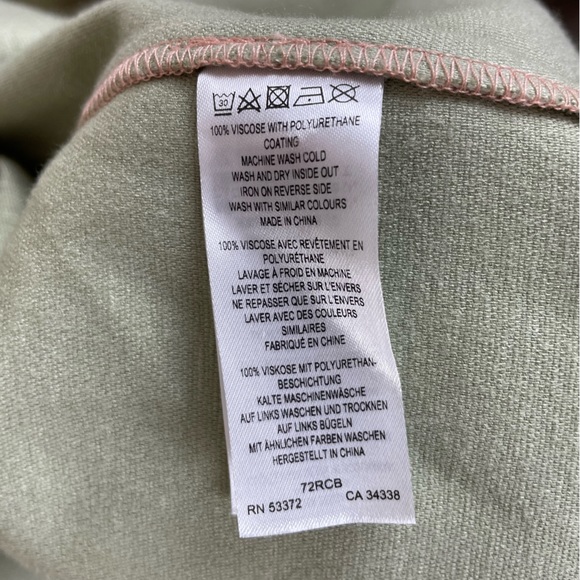 30
100% VISCOSE WITH POLYURETHANE
COATING
MACHINE WASH COLD
WASH AND DRY INSIDE OUT
IRON ON REVERSE SIDE
WASH WITH SIMILAR COLOURS
MADE IN CHINA
100% VISCOSE AVEC REVÊTEMENT EN
POLYURÉTHANE
LAVAGE À FROID EN MACHINE
LAVER ET SÉCHER SUR L'ENVERS
NE REPASSER QUE SUR L'ENVERS
LAVER AVEC DES COULEURS
SIMILAIRES
FABRIQUÉ EN CHINE
100% VISKOSE MIT POLYURETHAN-
BESCHICHTUNG
KALTE MASCHINENWÄSCHE
AUF LINKS WASCHEN UND TROCKNEN
AUF LINKS BÜGELN
MIT ÄHNLICHEN FARBEN WASCHEN
HERGESTELLT IN CHINA
72RCB
RN 53372 CA 34338